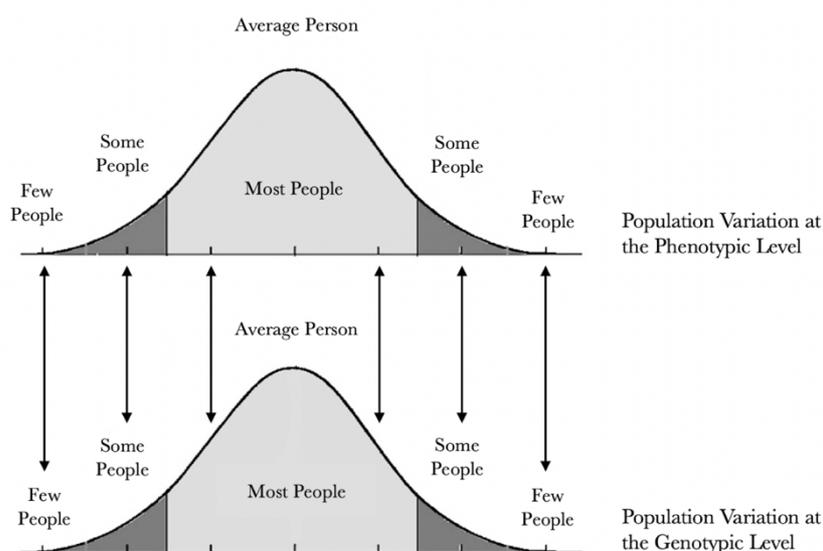 Average Person
Some
People
Some
People
Few
People
Most People
Few
People
Population Variation at
the Phenotypic Level
Average Person
Some
People
Some
People
Few
People
Most People
Few
People
Population Variation at
the Genotypic Level